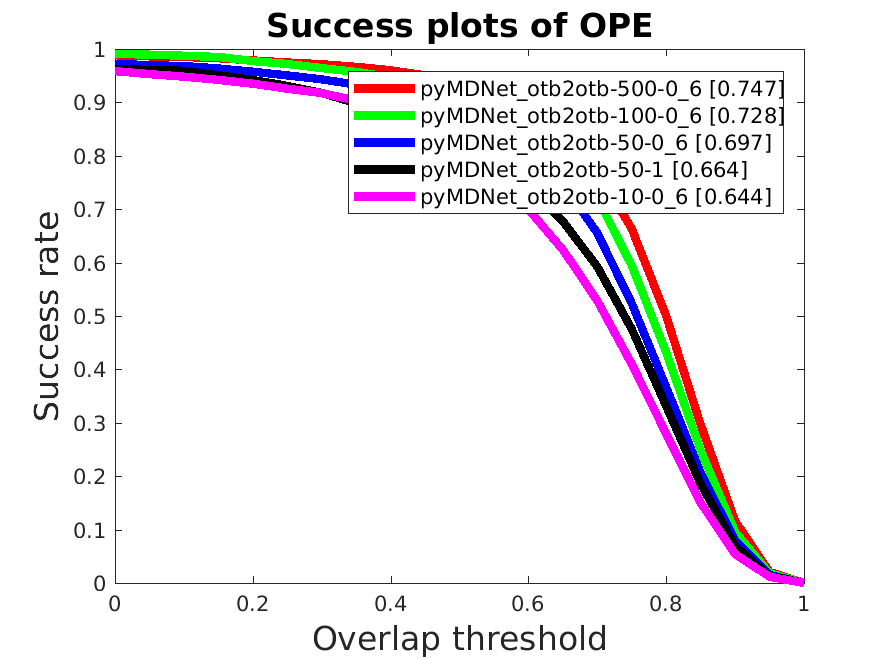 Success plots of OPE
1
0.9
0.8
0.7
0.6
0.5
0.4
0.3
0.2
0.1
0
Success rate
pyMDNet_otb2otb-500-0_6 [0.747]
pyMDNet_otb2otb-100-0_6 [0.728]
pyMDNet_otb2otb-50-0_6 [0.697]
pyMDNet_otb2otb-50-1 [0.664]
pyMDNet_otb2otb-10-0_6 [0.644]
0 0.2 0.4 0.6 0.8 1
Overlap threshold